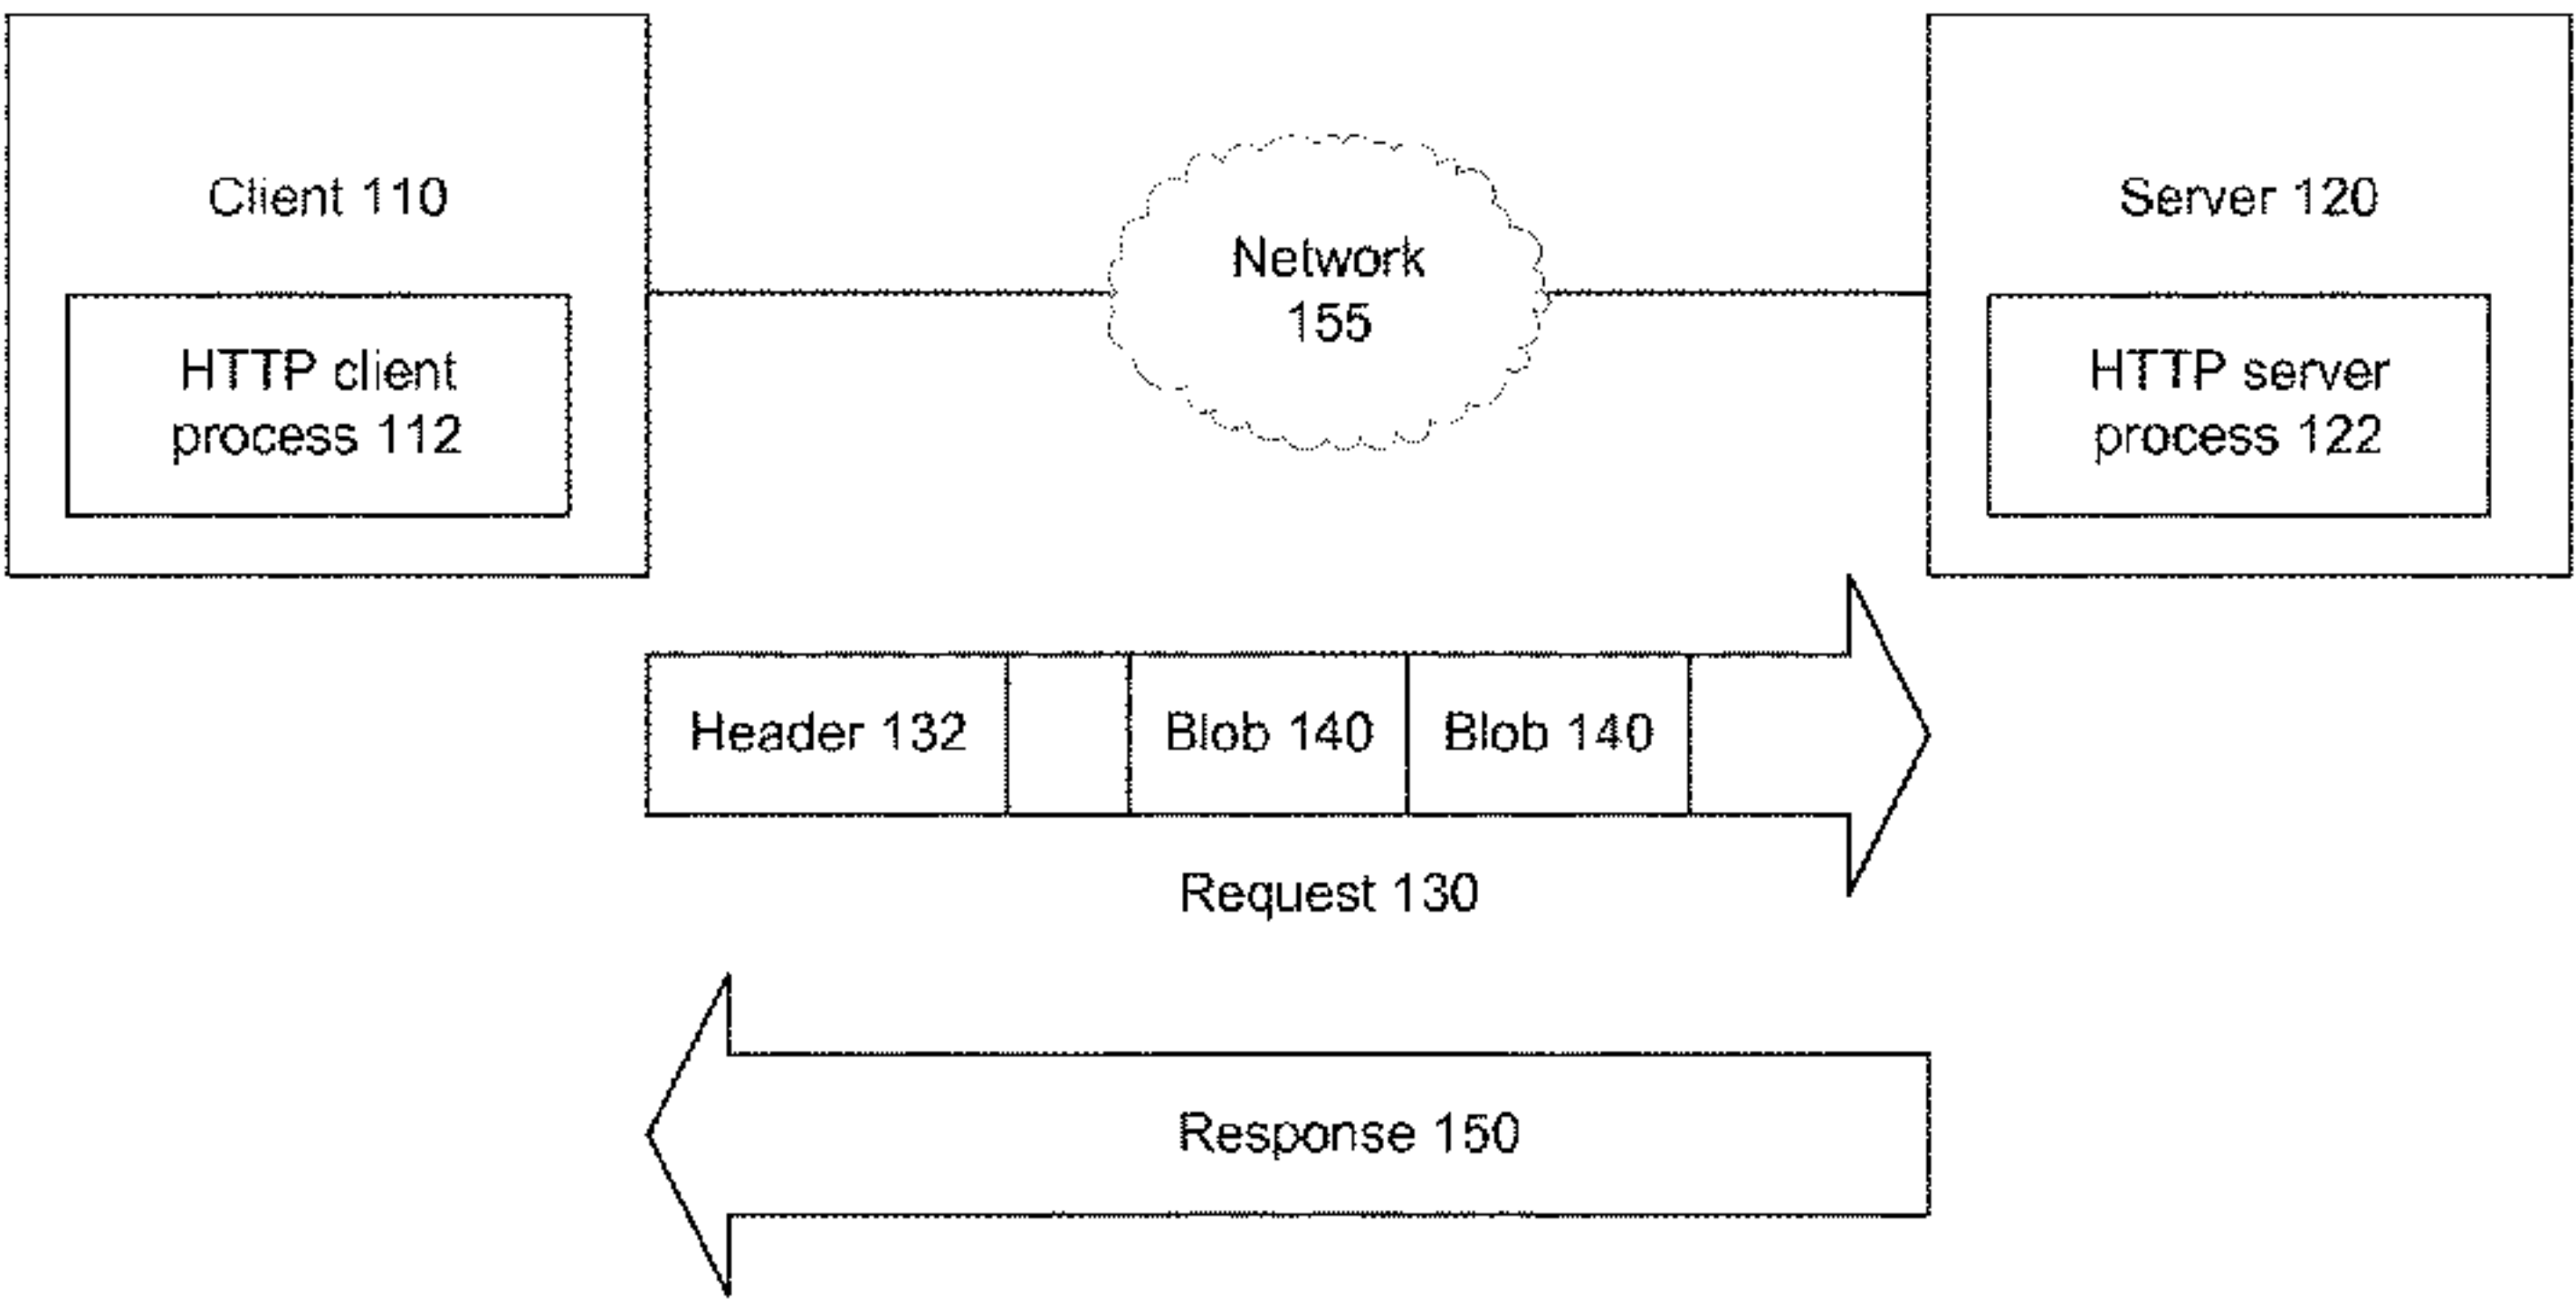 Client 110
HTTP client
process 112
Network
155
Server 120
HTTP server
process 122
Header 132
Blob 140
Blob 140
Request 130
Response 150